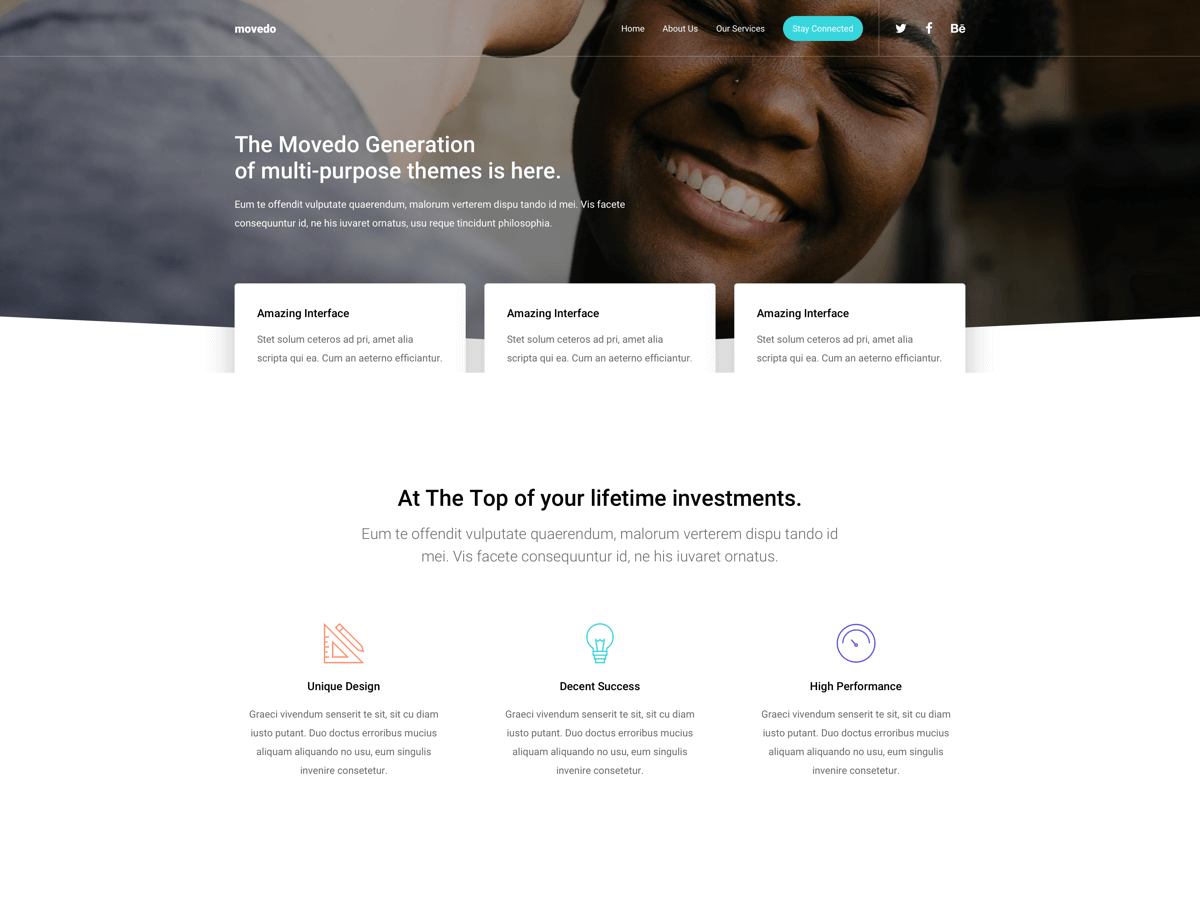 movedo
Home
About Us
Our Services
Stay Connected
Bē
The Movedo Generation
of multi-purpose themes is here.
Eum te offendit vulputate quaerendum, malorum verterem dispu tando id mei. Vis facete
consequuntur id, ne his iuvaret ornatus, usu reque tincidunt philosophia.
Amazing Interface
Stet solum ceteros ad pri, amet alia
scripta qui ea. Cum an aeterno efficiantur.
Amazing Interface
Stet solum ceteros ad pri, amet alia
scripta qui ea. Cum an aeterno efficiantur.
Amazing Interface
Stet solum ceteros ad pri, amet alia
scripta qui ea. Cum an aeterno efficiantur.
At The Top of your lifetime investments.
Eum te offendit vulputate quaerendum, malorum verterem dispu tando id
mei. Vis facete consequuntur id, ne his iuvaret ornatus.
Unique Design
Graeci vivendum senserit te sit, sit cu diam
iusto putant. Duo doctus erroribus mucius
aliquam aliquando no usu, eum singulis
invenire consetetur.
Decent Success
Graeci vivendum senserit te sit, sit cu diam
iusto putant. Duo doctus erroribus mucius
aliquam aliquando no usu, eum singulis
invenire consetetur.
High Performance
Graeci vivendum senserit te sit, sit cu diam
iusto putant. Duo doctus erroribus mucius
aliquam aliquando no usu, eum singulis
invenire consetetur.